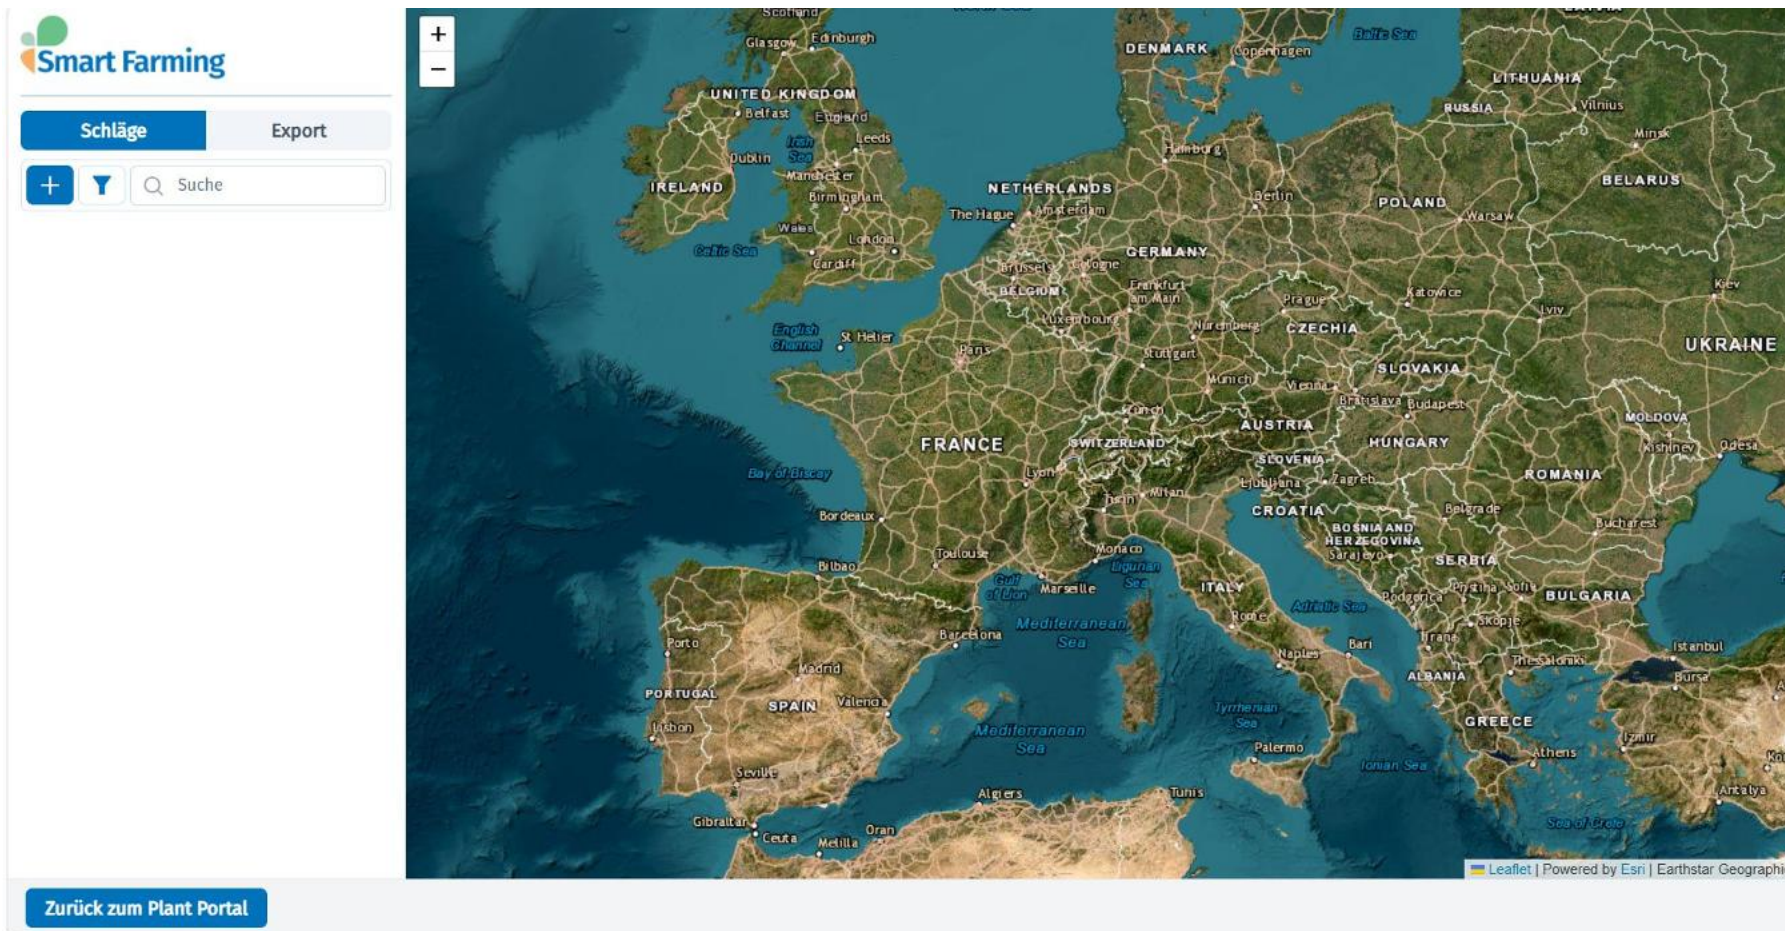 Smart Farming
Schläge
Export
Suche
Zurück zum Plant Portal
+
−
Scotland
Glasgow
Edinburgh
UNITED KINGDOM
Belfast
England
Irish
Sea
Leeds
Dublin
Manchester
IRELAND
Birmingham
Wales
London
Celtic Sea
Cardiff
English
Channel
St Helier
DENMARK
Copenhagen
Baltic Sea
LITHUANIA
RUSSIA
Vilnius
Minsk
Hamburg
BELARUS
NETHERLANDS
Berlin
POLAND
The Hague
Amsterdam
Warsaw
GERMANY
Brussels
Cologne
BELGIUM
Frankfurt
am Main
Luxembourg
Prague
Katowice
Kiev
Lviv
Nuremberg
CZECHIA
UKRAINE
Paris
Stuttgart
SLOVAKIA
Munich
Vienna
Bratislava
Budapest
Zürich
MOLDOVA
AUSTRIA
FRANCE
SWITZERLAND
HUNGARY
Kishinev
Odesa
SLOVENIA
Bay of Biscay
Lyon
Ljubljana
Zagreb
ROMANIA
Turin
Milan
Bordeaux
CROATIA
Belgrade
Bucharest
BOSNIA AND
HERZEGOVINA
Sarajevo
Toulouse
Monaco
Ligurian
Sea
SERBIA
Bilbao
Gulf
of Lion
Marseille
ITALY
Adriatic Sea
Podgorica
Pristina
Sofia
BULGARIA
Mediterranean
Sea
Rome
Skopje
Porto
Barcelona
Bari
Tirana
Istanbul
Madrid
Naples
Thessaloniki
ALBANIA
Bursa
PORTUGAL
SPAIN
Valencia
Tyrrhenian
Sea
GREECE
Lisbon
Mediterranean
Sea
Palermo
Ionian Sea
Athens
Izmir
Seville
Algiers
Tunis
Antalya
Gibraltar
Ceuta
Melilla
Oran
Sea of Crete
Leaflet | Powered by Esri | Earthstar Geographi